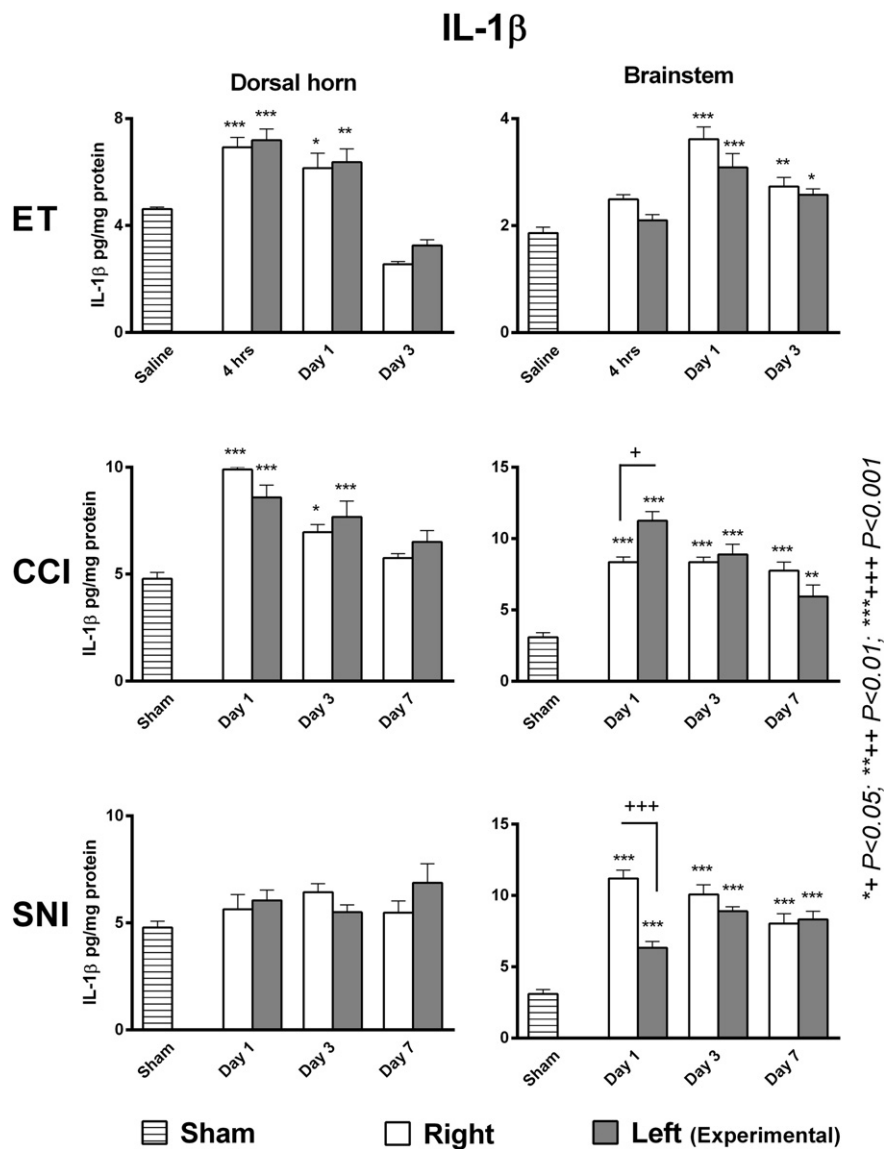 IL-1β
Dorsal horn
Brainstem
ET
IL-1β pg/mg protein
8
4
0
***
***
*
**
Saline
4 hrs
Day 1
Day 3
4
2
0
***
***
**
*
Saline
4 hrs
Day 1
Day 3
CCI
IL-1β pg/mg protein
10
5
0
***
***
*
***
Sham
Day 1
Day 3
Day 7
15
10
5
0
+
***
***
***
***
***
**
Sham
Day 1
Day 3
Day 7
SNI
IL-1β pg/mg protein
10
5
0
Sham
Day 1
Day 3
Day 7
15
10
5
0
+++
***
***
***
***
***
***
Sham
Day 1
Day 3
Day 7
*+ P<0.05; **++ P<0.01; ***+++ P<0.001
Sham
Right
Left (Experimental)